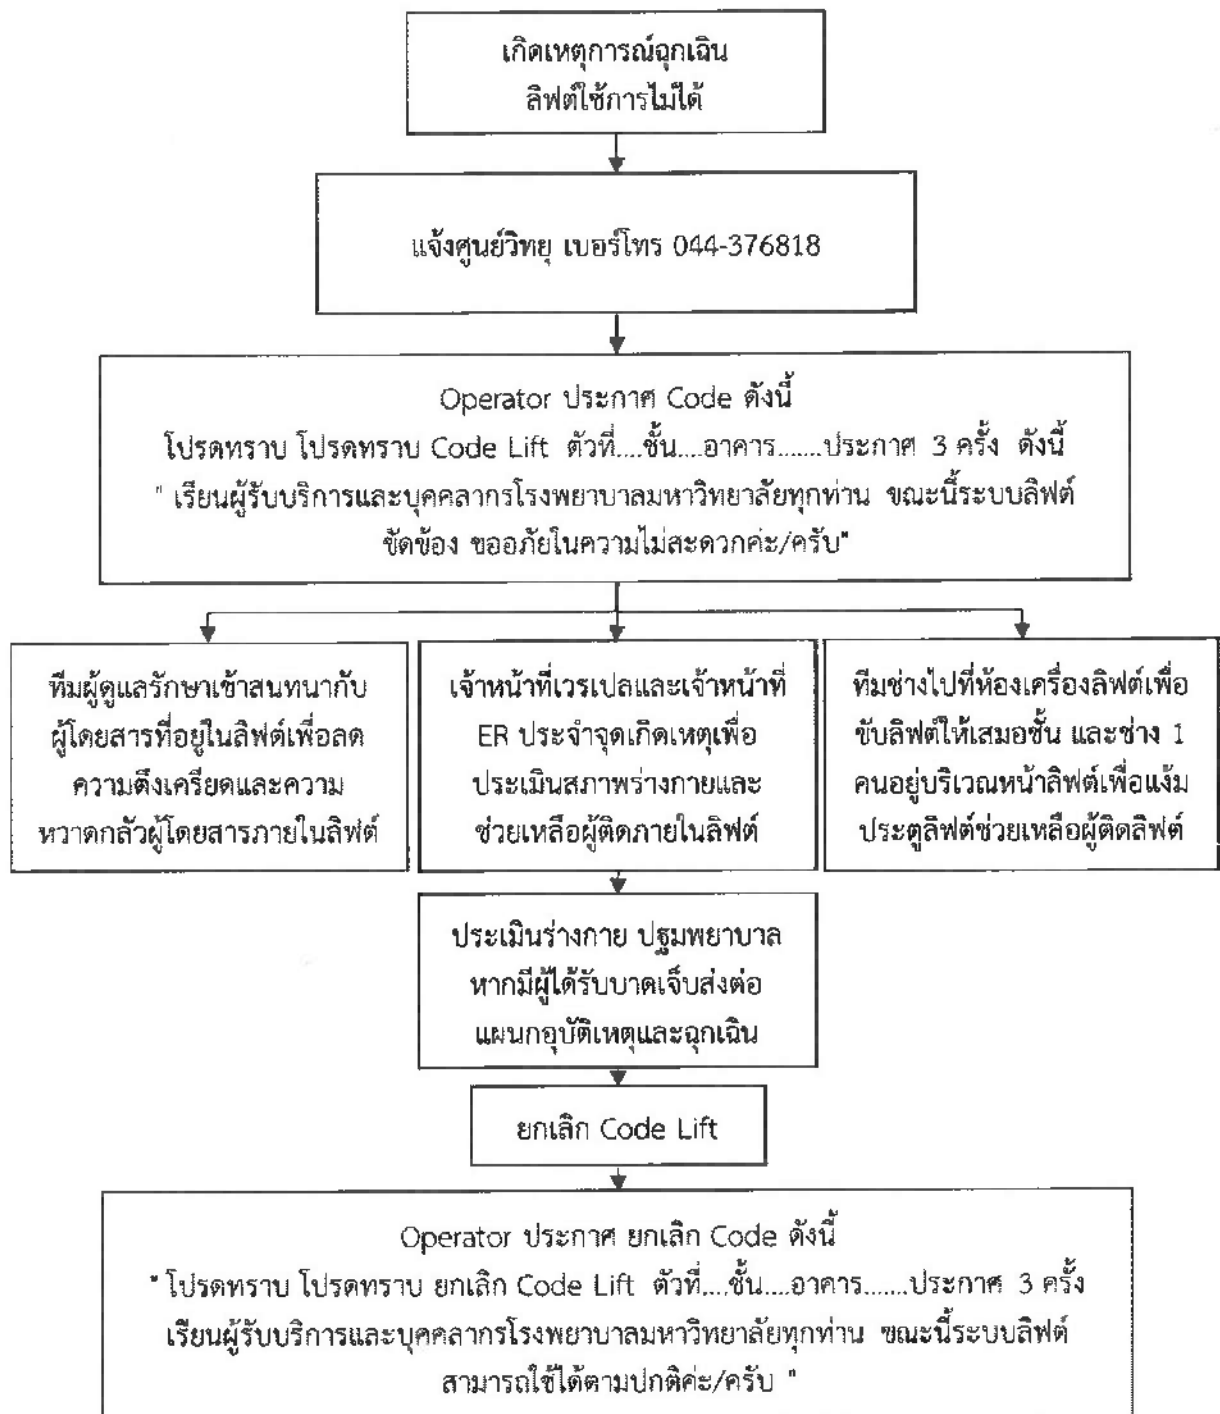 เกิดเหตุการณ์ฉุกเฉิน
ลิฟต์ใช้การไม่ได้
แจ้งศูนย์วิทยุ เบอร์โทร 044-376818
Operator ประกาศ Code ดังนี้
โปรดทราบ โปรดทราบ Code Lift ตัวที่....ชั้น....อาคาร.......ประกาศ 3 ครั้ง ดังนี้
" เรียนผู้รับบริการและบุคคลากรโรงพยาบาลมหาวิทยาลัยทุกท่าน ขณะนี้ระบบลิฟต์
ขัดข้อง ขออภัยในความไม่สะดวกค่ะ/ครับ"
ทีมผู้ดูแลรักษาเข้าสนทนากับ
ผู้โดยสารที่อยู่ในลิฟต์เพื่อลด
ความตึงเครียดและความ
หวาดกลัวผู้โดยสารภายในลิฟต์
เจ้าหน้าที่เวรเปลและเจ้าหน้าที่
ER ประจำจุดเกิดเหตุเพื่อ
ประเมินสภาพร่างกายและ
ช่วยเหลือผู้ติดภายในลิฟต์
ทีมช่างไปที่ห้องเครื่องลิฟต์เพื่อ
ขับลิฟต์ให้เสมอชั้น และช่าง 1
คนอยู่บริเวณหน้าลิฟต์เพื่อแง้ม
ประตูลิฟต์ช่วยเหลือผู้ติดลิฟต์
ประเมินร่างกาย ปฐมพยาบาล
หากมีผู้ได้รับบาดเจ็บส่งต่อ
แผนกอุบัติเหตุและฉุกเฉิน
ยกเลิก Code Lift
Operator ประกาศ ยกเลิก Code ดังนี้
" โปรดทราบ โปรดทราบ ยกเลิก Code Lift ตัวที่....ชั้น....อาคาร.......ประกาศ 3 ครั้ง
เรียนผู้รับบริการและบุคคลากรโรงพยาบาลมหาวิทยาลัยทุกท่าน ขณะนี้ระบบลิฟต์
สามารถใช้ได้ตามปกติค่ะ/ครับ "